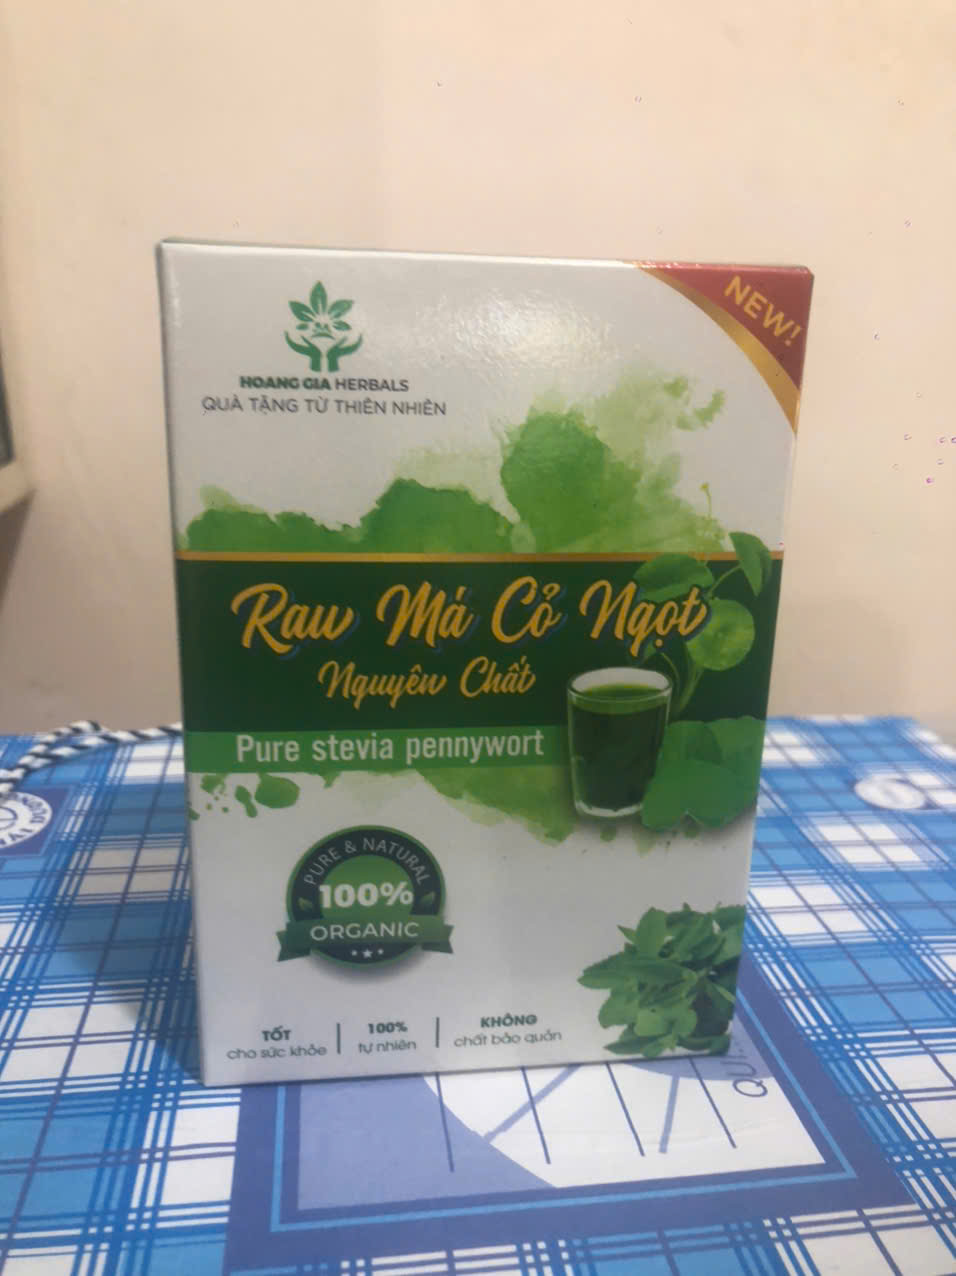 NEW!
HOANG GIA HERBALS
QUÀ TẶNG TỪ THIÊN NHIÊN
Rau Má Cỏ Ngọt
Nguyên Chất
Pure stevia pennywort
PURE & NATURAL
100%
ORGANIC
TỐT
cho sức khỏe
100%
tự nhiên
KHÔNG
chất bảo quản